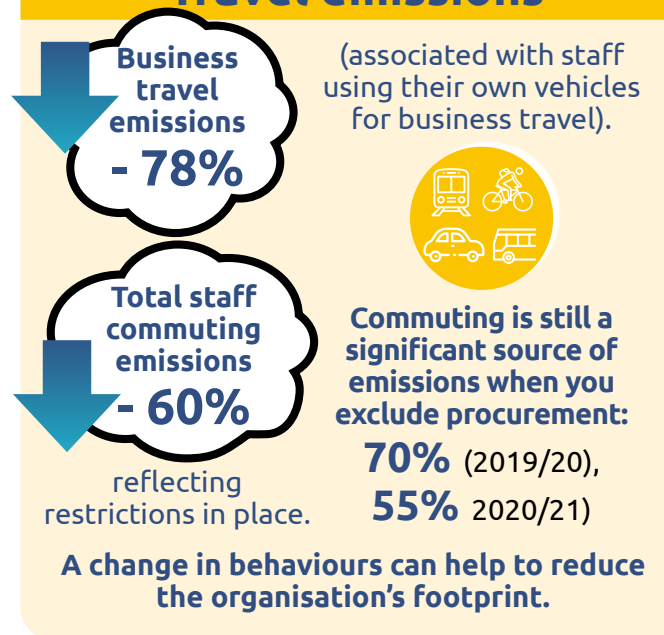 Travel emissions
Business
travel
emissions
- 78%
(associated with staff
using their own vehicles
for business travel).
Total staff
commuting
emissions
- 60%
reflecting
restrictions in place.
Commuting is still a
significant source of
emissions when you
exclude procurement:
70% (2019/20),
55% 2020/21)
A change in behaviours can help to reduce
the organisation's footprint.